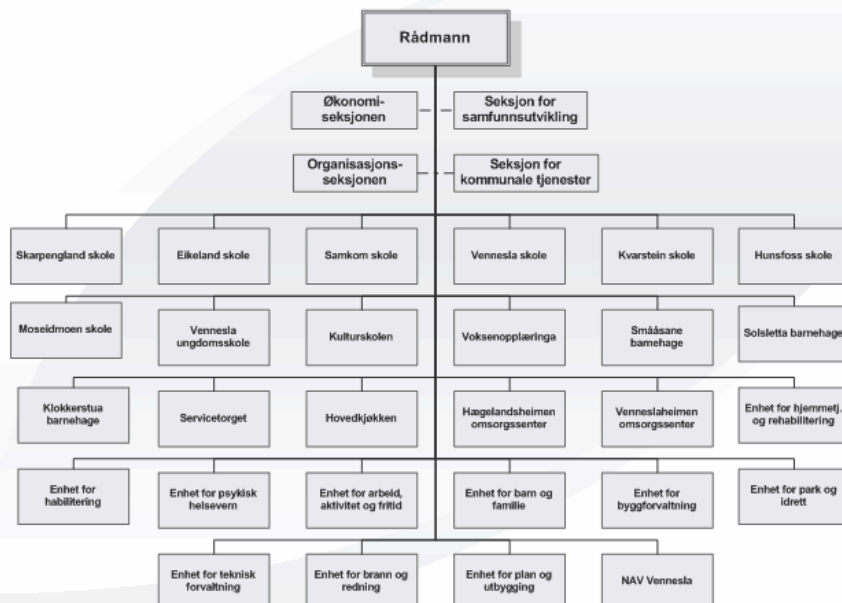 Rådmann
Økonomi-
seksjonen
Seksjon for
samfunnsutvikling
Organisasjons-
seksjonen
Seksjon for
kommunale tjenester
Skarpengland skole
Eikeland skole
Samkom skole
Vennesla skole
Kvarstein skole
Hunsfoss skole
Moseidmoen skole
Vennesla
ungdomsskole
Kulturskolen
Voksenopplæringa
Smååsane
barnehage
Solsletta barnehage
Klokkerstua
barnehage
Servicetorget
Hovedkjøkken
Hægelandsheimen
omsorgssenter
Venneslaheimen
omsorgssenter
Enhet for hjemmetj.
og rehabilitering
Enhet for
habilitering
Enhet for psykisk
helsevern
Enhet for arbeid,
aktivitet og fritid
Enhet for barn og
familie
Enhet for
byggforvaltning
Enhet for park og
idrett
Enhet for teknisk
forvaltning
Enhet for brann og
redning
Enhet for plan og
utbygging
NAV Vennesla